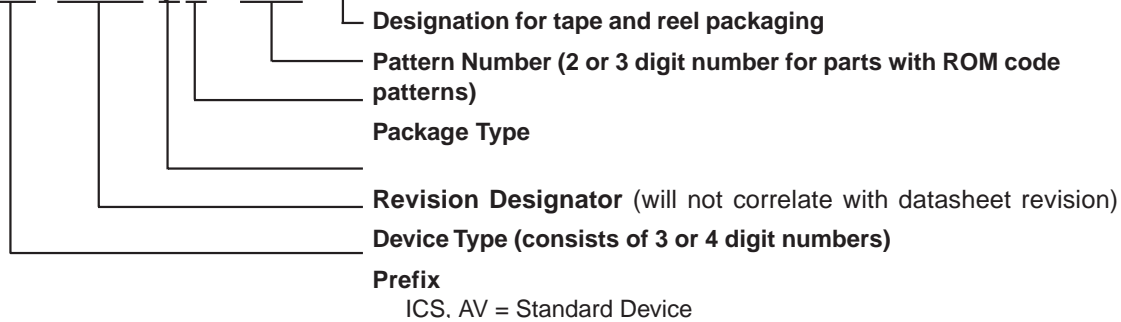 Designation for tape and reel packaging
Pattern Number (2 or 3 digit number for parts with ROM code
patterns)
Package Type
Revision Designator (will not correlate with datasheet revision)
Device Type (consists of 3 or 4 digit numbers)
Prefix
ICS, AV = Standard Device